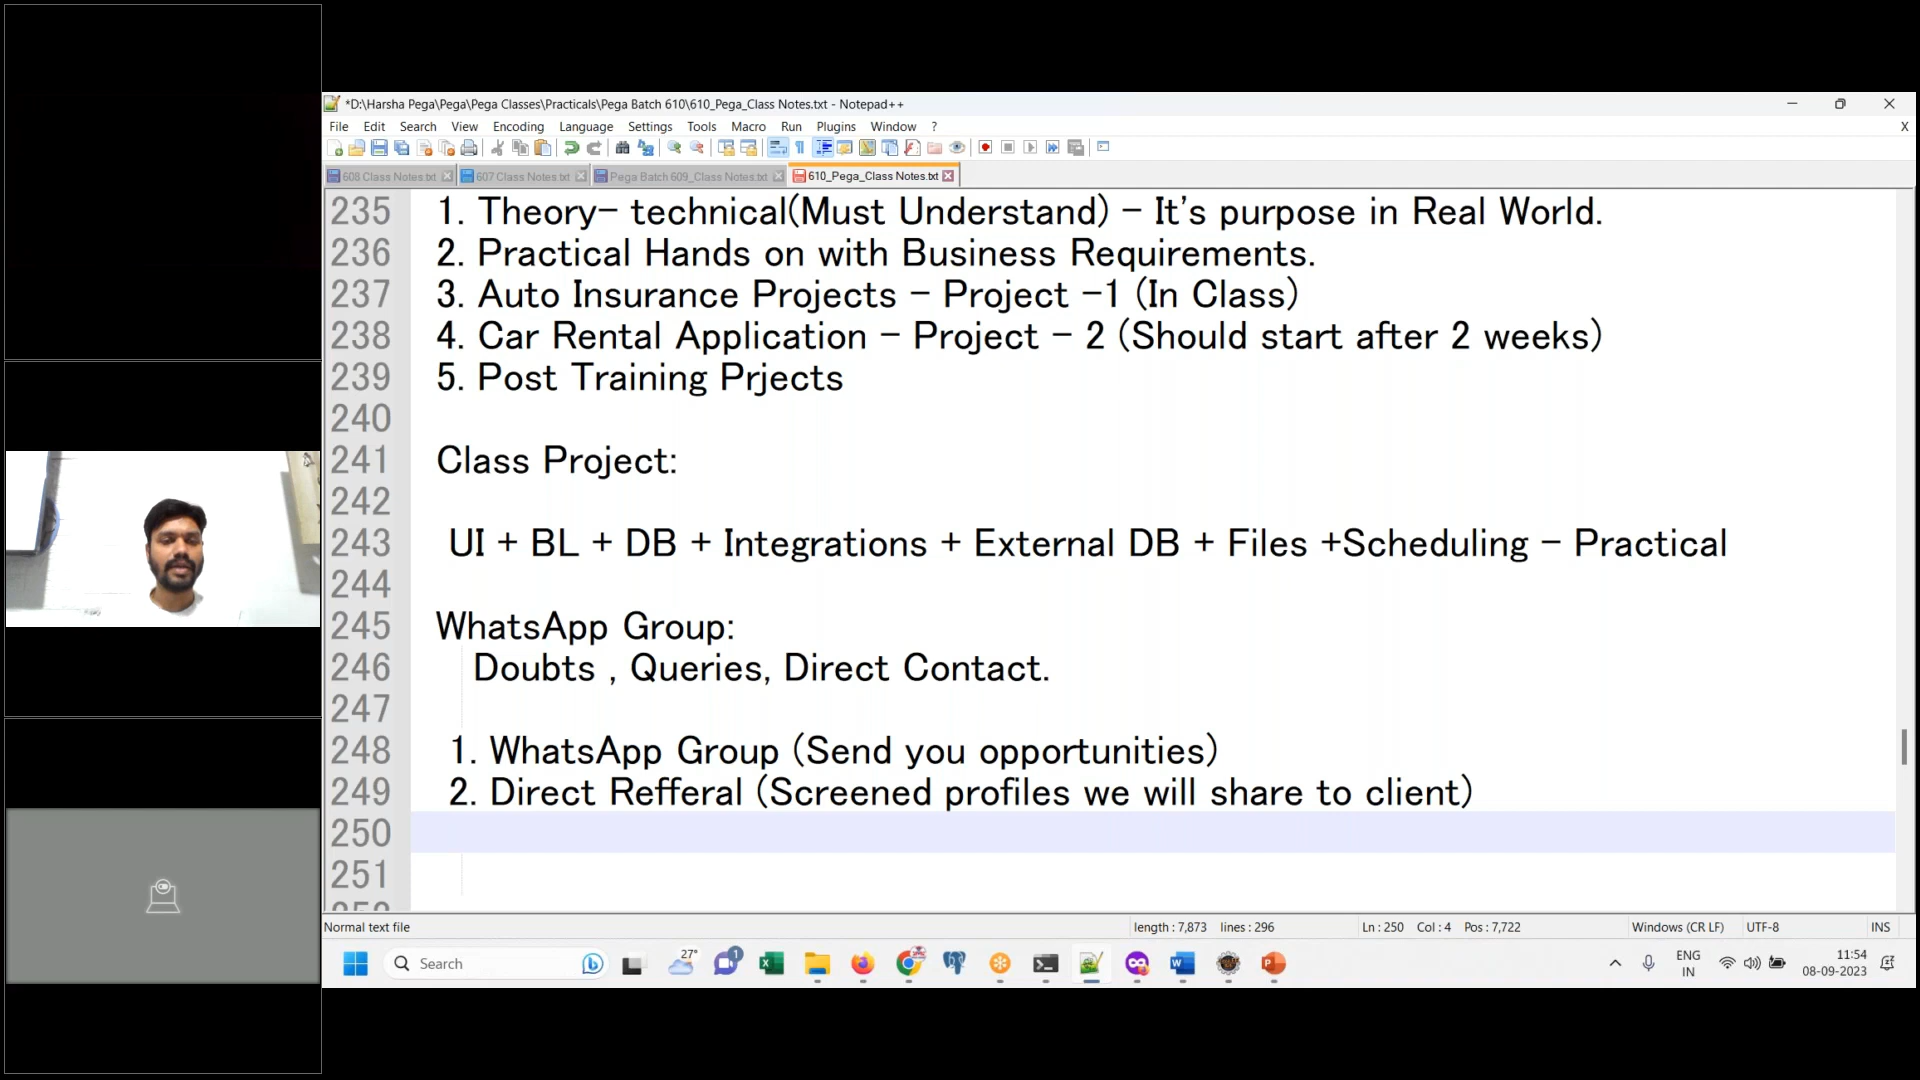 *D:\Harsha Pega\Pega\Pega Classes\Practicals\Pega Batch 610\610_Pega_Class Notes.txt - Notepad++
File Edit Search View Encoding Language Settings Tools Macro Run Plugins Window ? X
608 Class Notes.txt 607 Class Notes.txt Pega Batch 609_Class Notes.txt 610_Pega_Class Notes.txt
235 1. Theory- technical(Must Understand) - It's purpose in Real World.
236 2. Practical Hands on with Business Requirements.
237 3. Auto Insurance Projects - Project -1 (In Class)
238 4. Car Rental Application - Project - 2 (Should start after 2 weeks)
239 5. Post Training Prjects
240
241 Class Project:
242
243 UI + BL + DB + Integrations + External DB + Files +Scheduling - Practical
244
245 WhatsApp Group:
246 Doubts , Queries, Direct Contact.
247
248 1. WhatsApp Group (Send you opportunities)
249 2. Direct Refferal (Screened profiles we will share to client)
250
251
Normal text file length : 7,873 lines : 296 Ln : 250 Col : 4 Pos : 7,722 Windows (CR LF) UTF-8 INS
Search 27° 1 ENG IN 11:54 08-09-2023